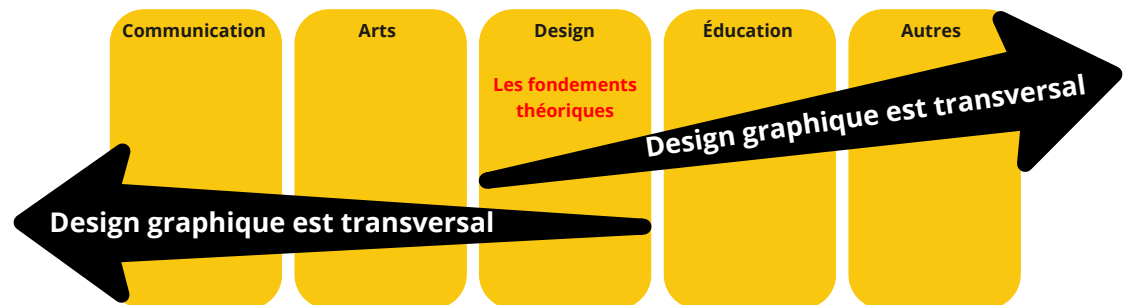 Communication
Arts
Design
Éducation
Autres
Les fondements
théoriques
Design graphique est transversal
Design graphique est transversal